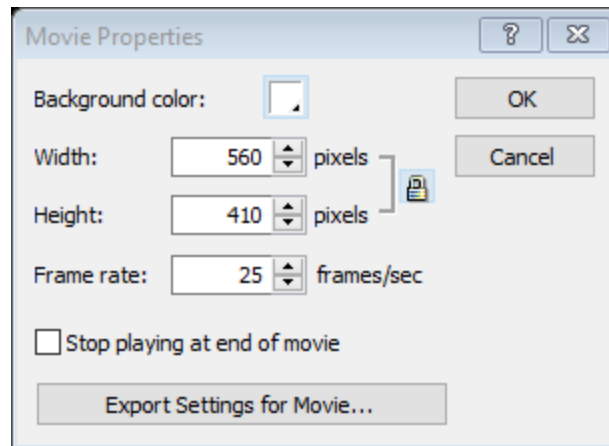 Movie Properties
Background color:
OK
Width: 560 pixels
Cancel
Height: 410 pixels
Frame rate: 25 frames/sec
Stop playing at end of movie
Export Settings for Movie...